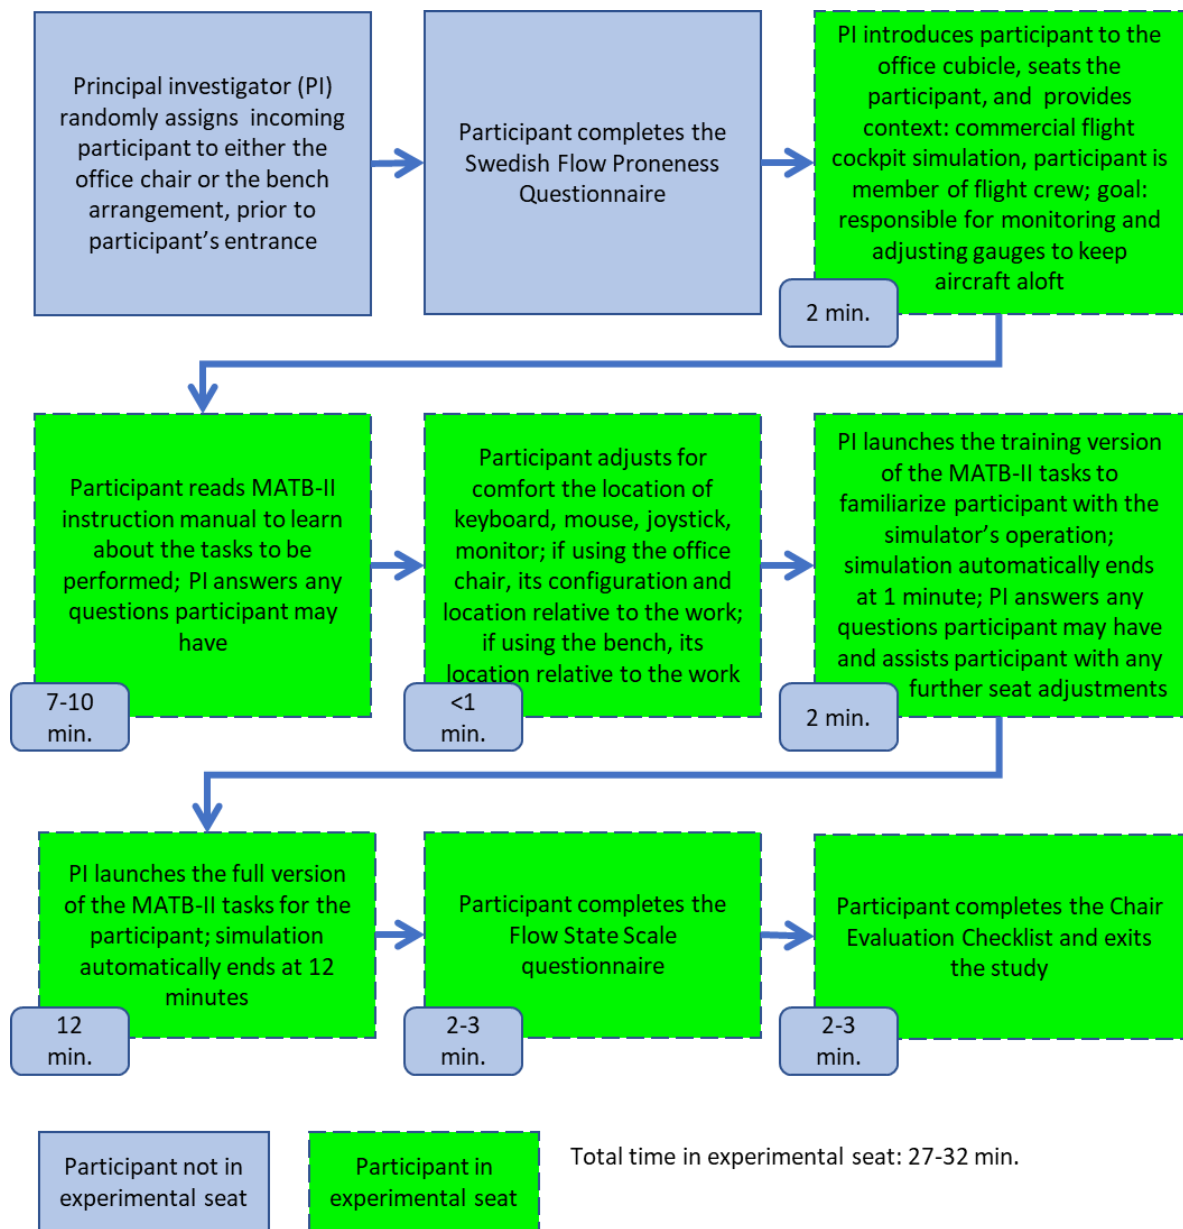 Principal investigator (PI)
randomly assigns incoming
participant to either the
office chair or the bench
arrangement, prior to
participant's entrance
Participant completes the
Swedish Flow Proneness
Questionnaire
PI introduces participant to the
office cubicle, seats the
participant, and provides
context: commercial flight
cockpit simulation, participant is
member of flight crew; goal:
responsible for monitoring and
adjusting gauges to keep
aircraft aloft
2 min.
Participant reads MATB-II
instruction manual to learn
about the tasks to be
performed; PI answers any
questions participant may
have
7-10
min.
Participant adjusts for
comfort the location of
keyboard, mouse, joystick,
monitor; if using the office
chair, its configuration and
location relative to the work;
if using the bench, its
location relative to the work
<1
min.
PI launches the training version
of the MATB-II tasks to
familiarize participant with the
simulator's operation;
simulation automatically ends
at 1 minute; PI answers any
questions participant may have
and assists participant with any
further seat adjustments
2 min.
PI launches the full version
of the MATB-II tasks for the
participant; simulation
automatically ends at 12
minutes
12
min.
Participant completes the
Flow State Scale
questionnaire
2-3
min.
Participant completes the Chair
Evaluation Checklist and exits
the study
2-3
min.
Participant not in
experimental seat
Participant in
experimental seat
Total time in experimental seat: 27-32 min.